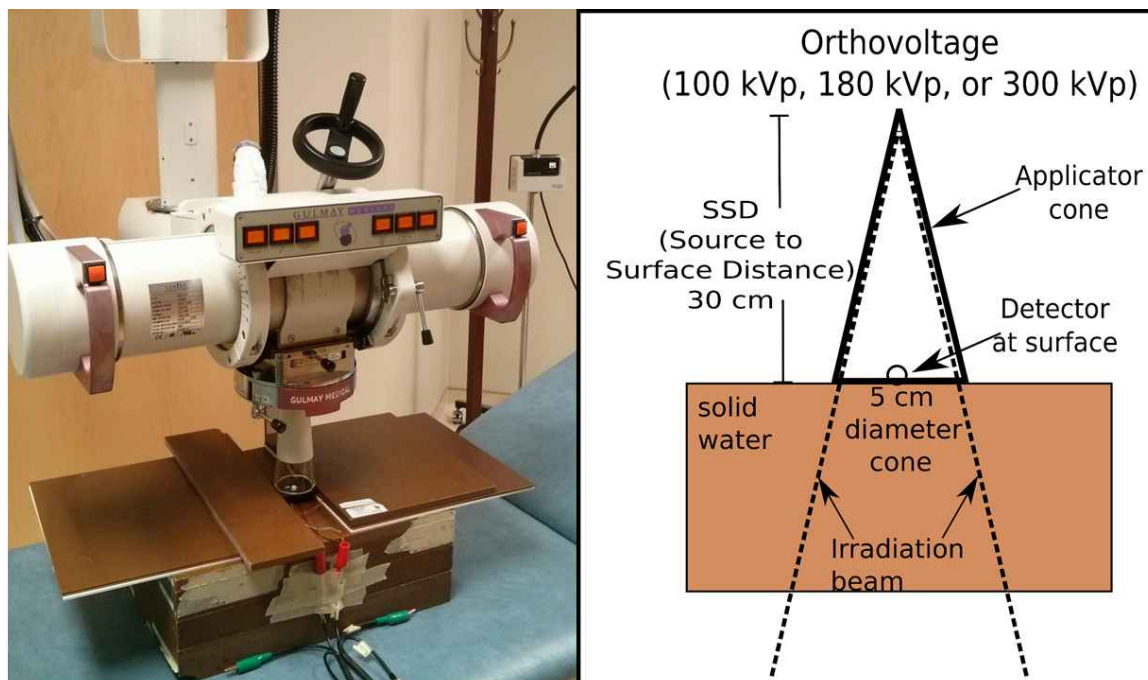 GULMAY MEDICAL
Orthovoltage
(100 kVp, 180 kVp, or 300 kVp)
Applicator
cone
SSD
(Source to
Surface Distance)
30 cm
Detector
at surface
solid
water
5 cm
diameter
cone
Irradiation
beam